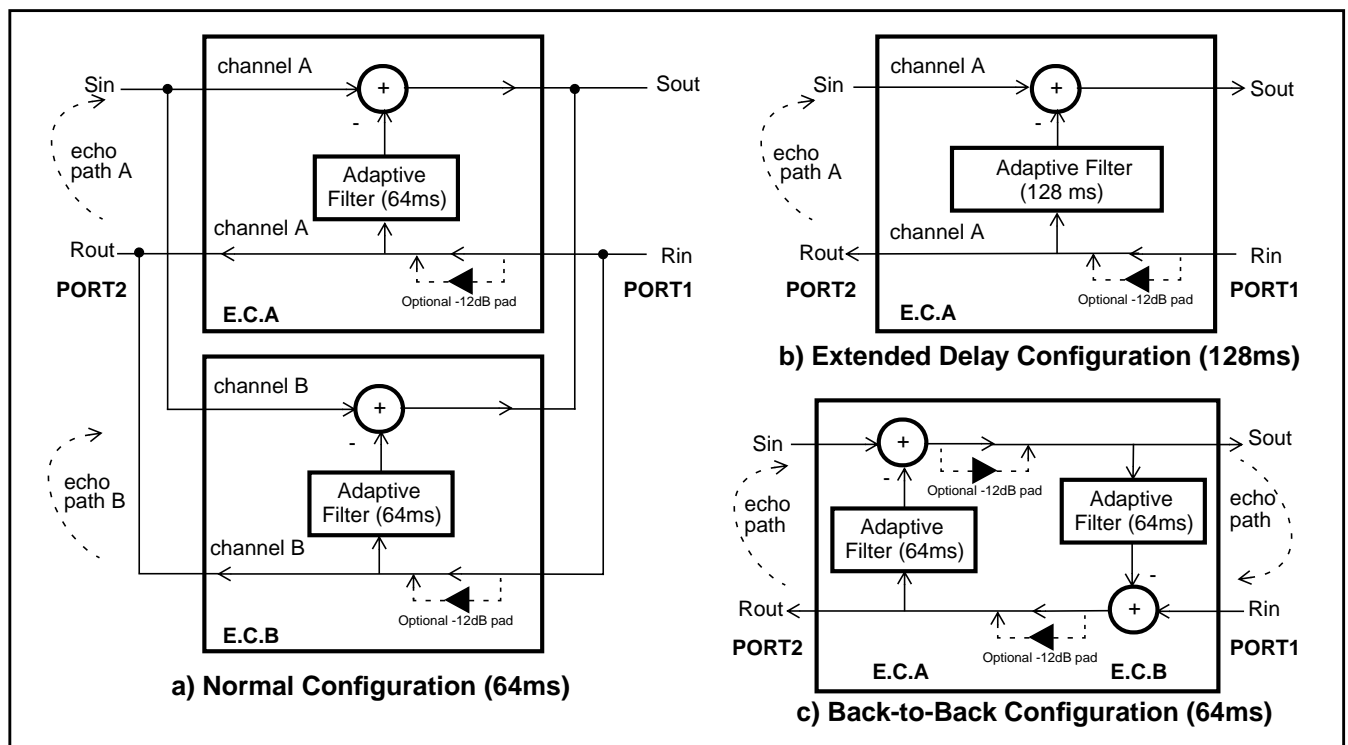 channel A
Sin
+
Sout
-
echo
path A
Adaptive
Filter (64ms)
channel A
Rout
Rin
PORT2
PORT1
Optional -12dB pad
E.C.A
channel B
+
-
echo
path B
Adaptive
Filter (64ms)
channel B
Optional -12dB pad
E.C.B
a) Normal Configuration (64ms)
channel A
Sin
+
Sout
-
echo
path A
Adaptive Filter
(128 ms)
channel A
Rout
Rin
PORT2
PORT1
Optional -12dB pad
E.C.A
b) Extended Delay Configuration (128ms)
Sin
+
Sout
-
Optional -12dB pad
echo
path
Adaptive
Filter (64ms)
Adaptive
Filter (64ms)
echo
path
-
Rout
+
Rin
PORT2
PORT1
Optional -12dB pad
E.C.A
E.C.B
c) Back-to-Back Configuration (64ms)